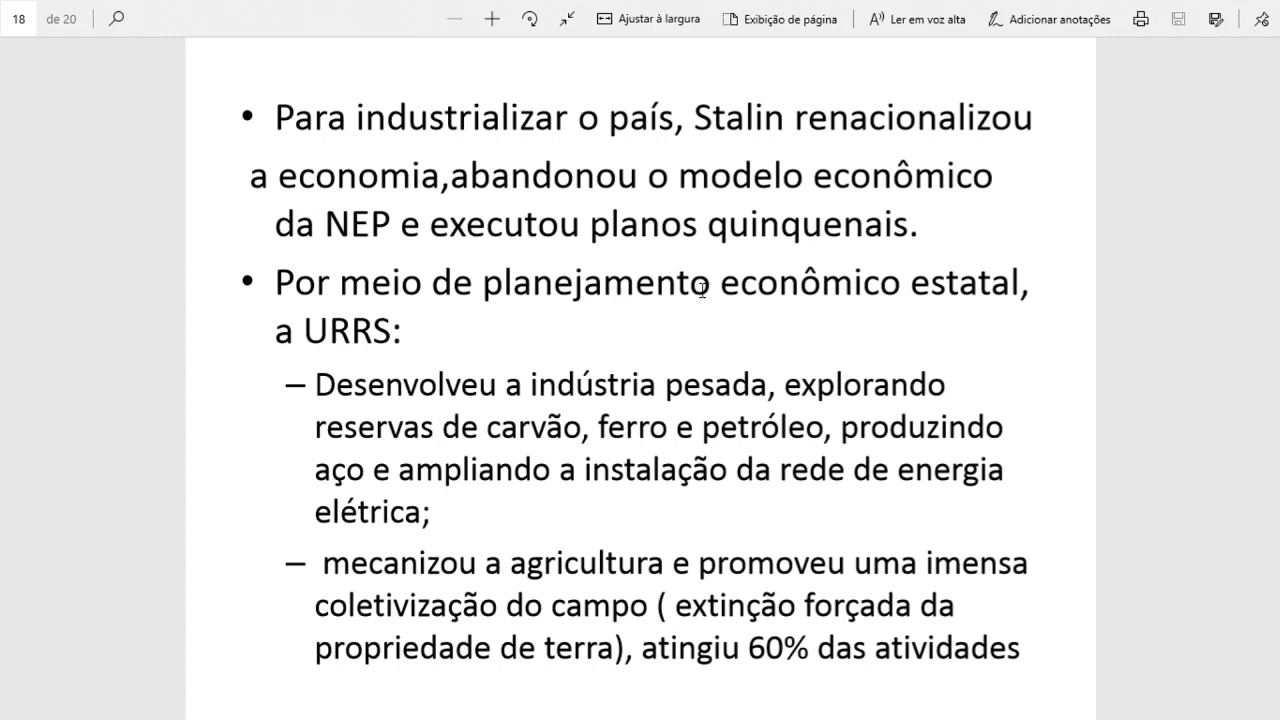 18 de 20 Ajustar à largura Exibição de página Ler em voz alta Adicionar anotações
• Para industrializar o país, Stalin renacionalizou
a economia,abandonou o modelo econômico
da NEP e executou planos quinquenais.
• Por meio de planejamento econômico estatal,
a URRS:
– Desenvolveu a indústria pesada, explorando
reservas de carvão, ferro e petróleo, produzindo
aço e ampliando a instalação da rede de energia
elétrica;
– mecanizou a agricultura e promoveu uma imensa
coletivização do campo ( extinção forçada da
propriedade de terra), atingiu 60% das atividades